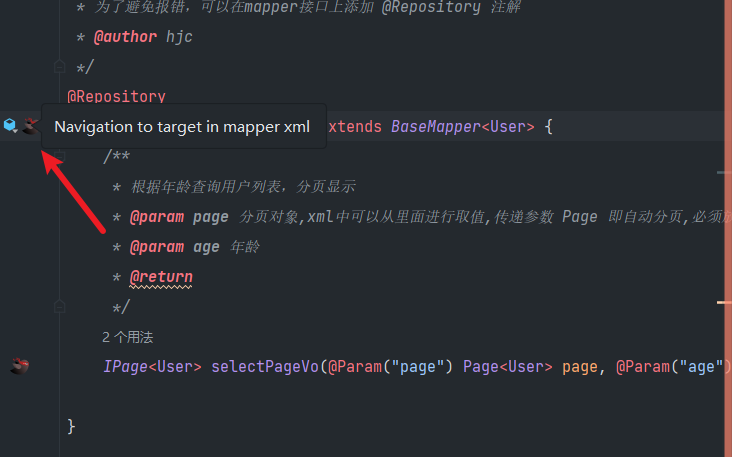 * 为了避免报错，可以在mapper接口上添加 @Repository 注解
* @author hjc
*/
@Repository
Navigation to target in mapper xml
xtends BaseMapper<User> {
/**
* 根据年龄查询用户列表，分页显示
* @param page 分页对象,xml中可以从里面进行取值,传递参数 Page 即自动分页,必须
* @param age 年龄
* @return
*/
2 个用法
IPage<User> selectPageVo(@Param("page") Page<User> page, @Param("age")
}